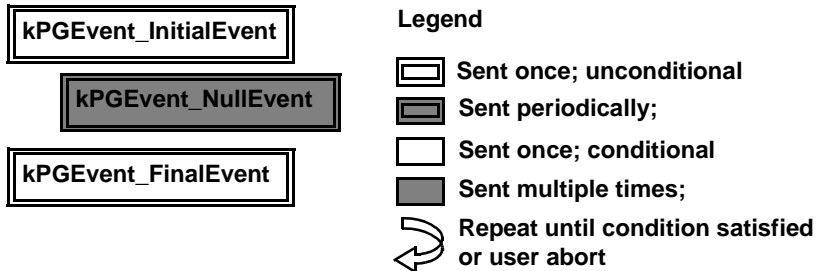 kPGEvent_InitialEvent
kPGEvent_NullEvent
kPGEvent_FinalEvent
Legend
Sent once; unconditional
Sent periodically;
Sent once; conditional
Sent multiple times;
Repeat until condition satisfied
or user abort